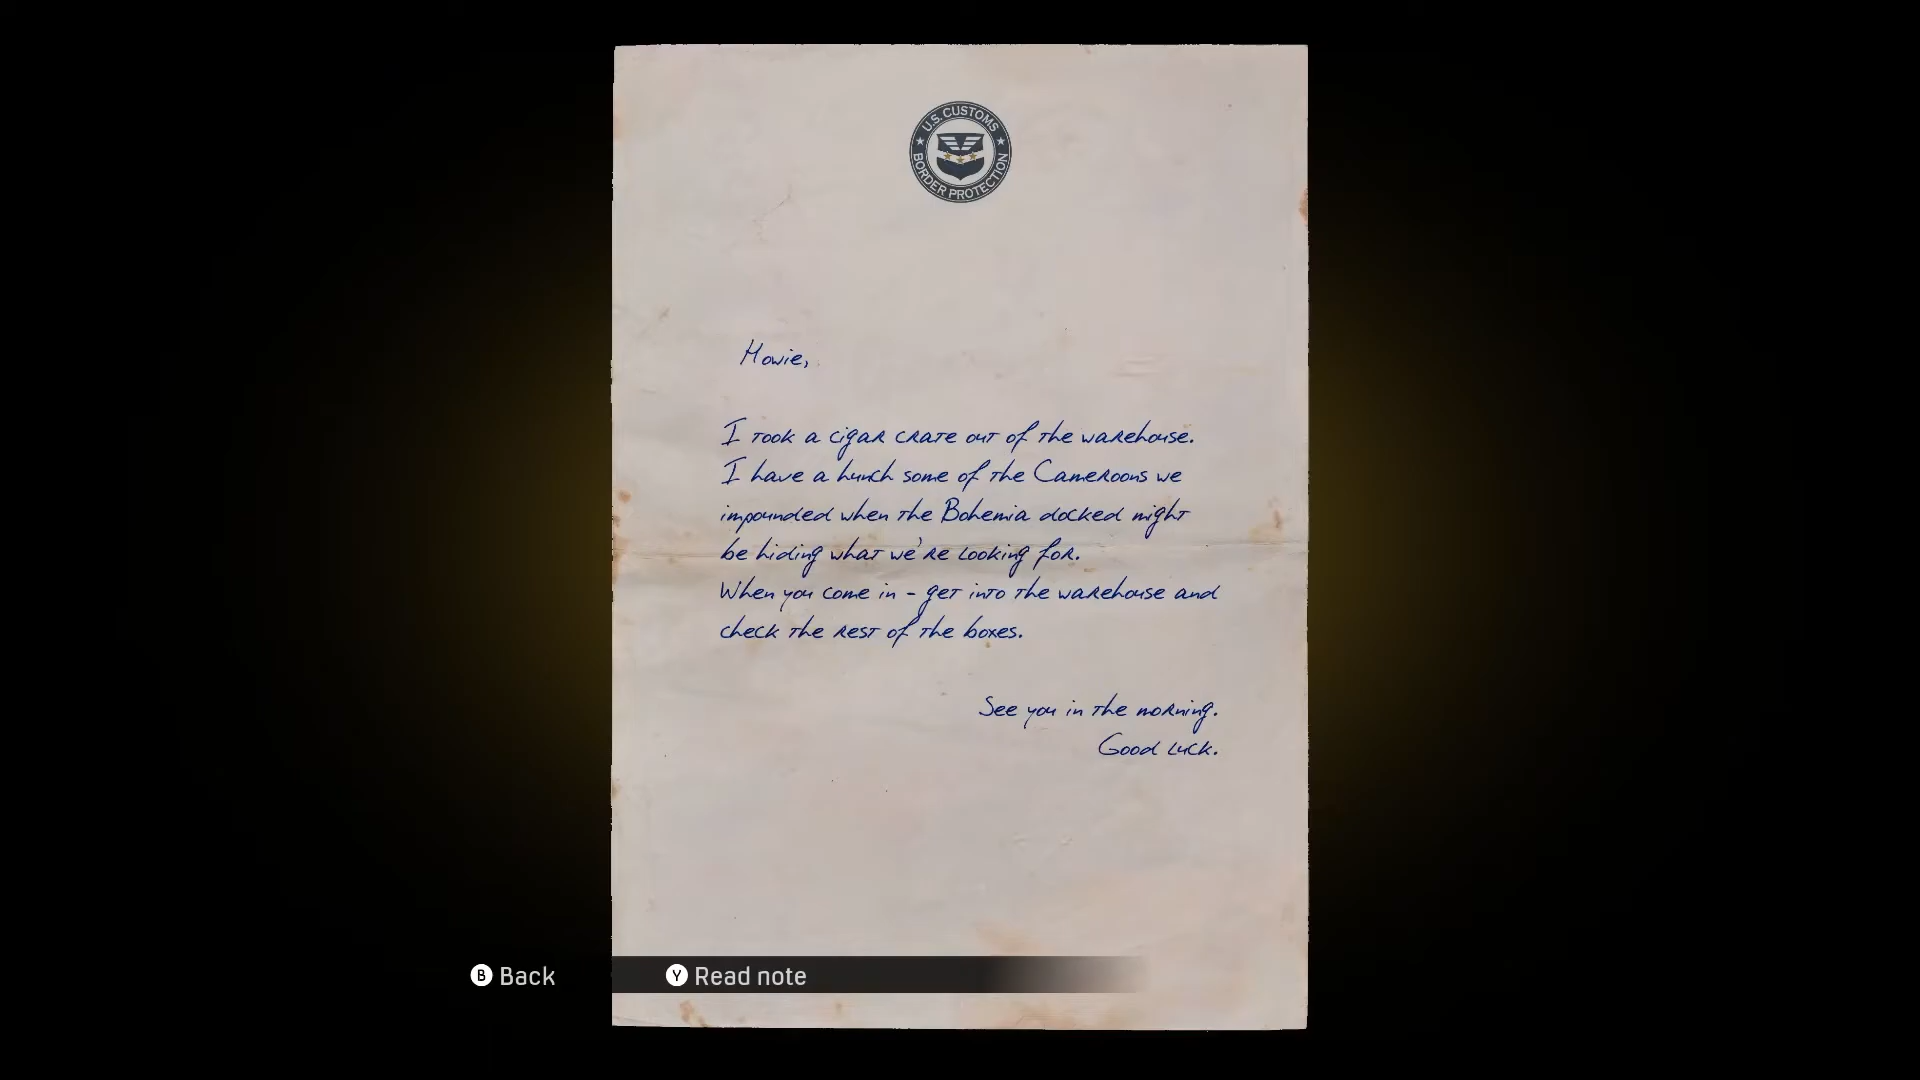 U.S. CUSTOMS
BORDER PROTECTION
Howie,
I took a cigar crate out of the warehouse.
I have a hunch some of the Cameroons we
impounded when the Bohemia docked might
be hiding what we're looking for.
When you come in - get into the warehouse and
check the rest of the boxes.
See you in the morning.
Good luck.
B Back
Y Read note